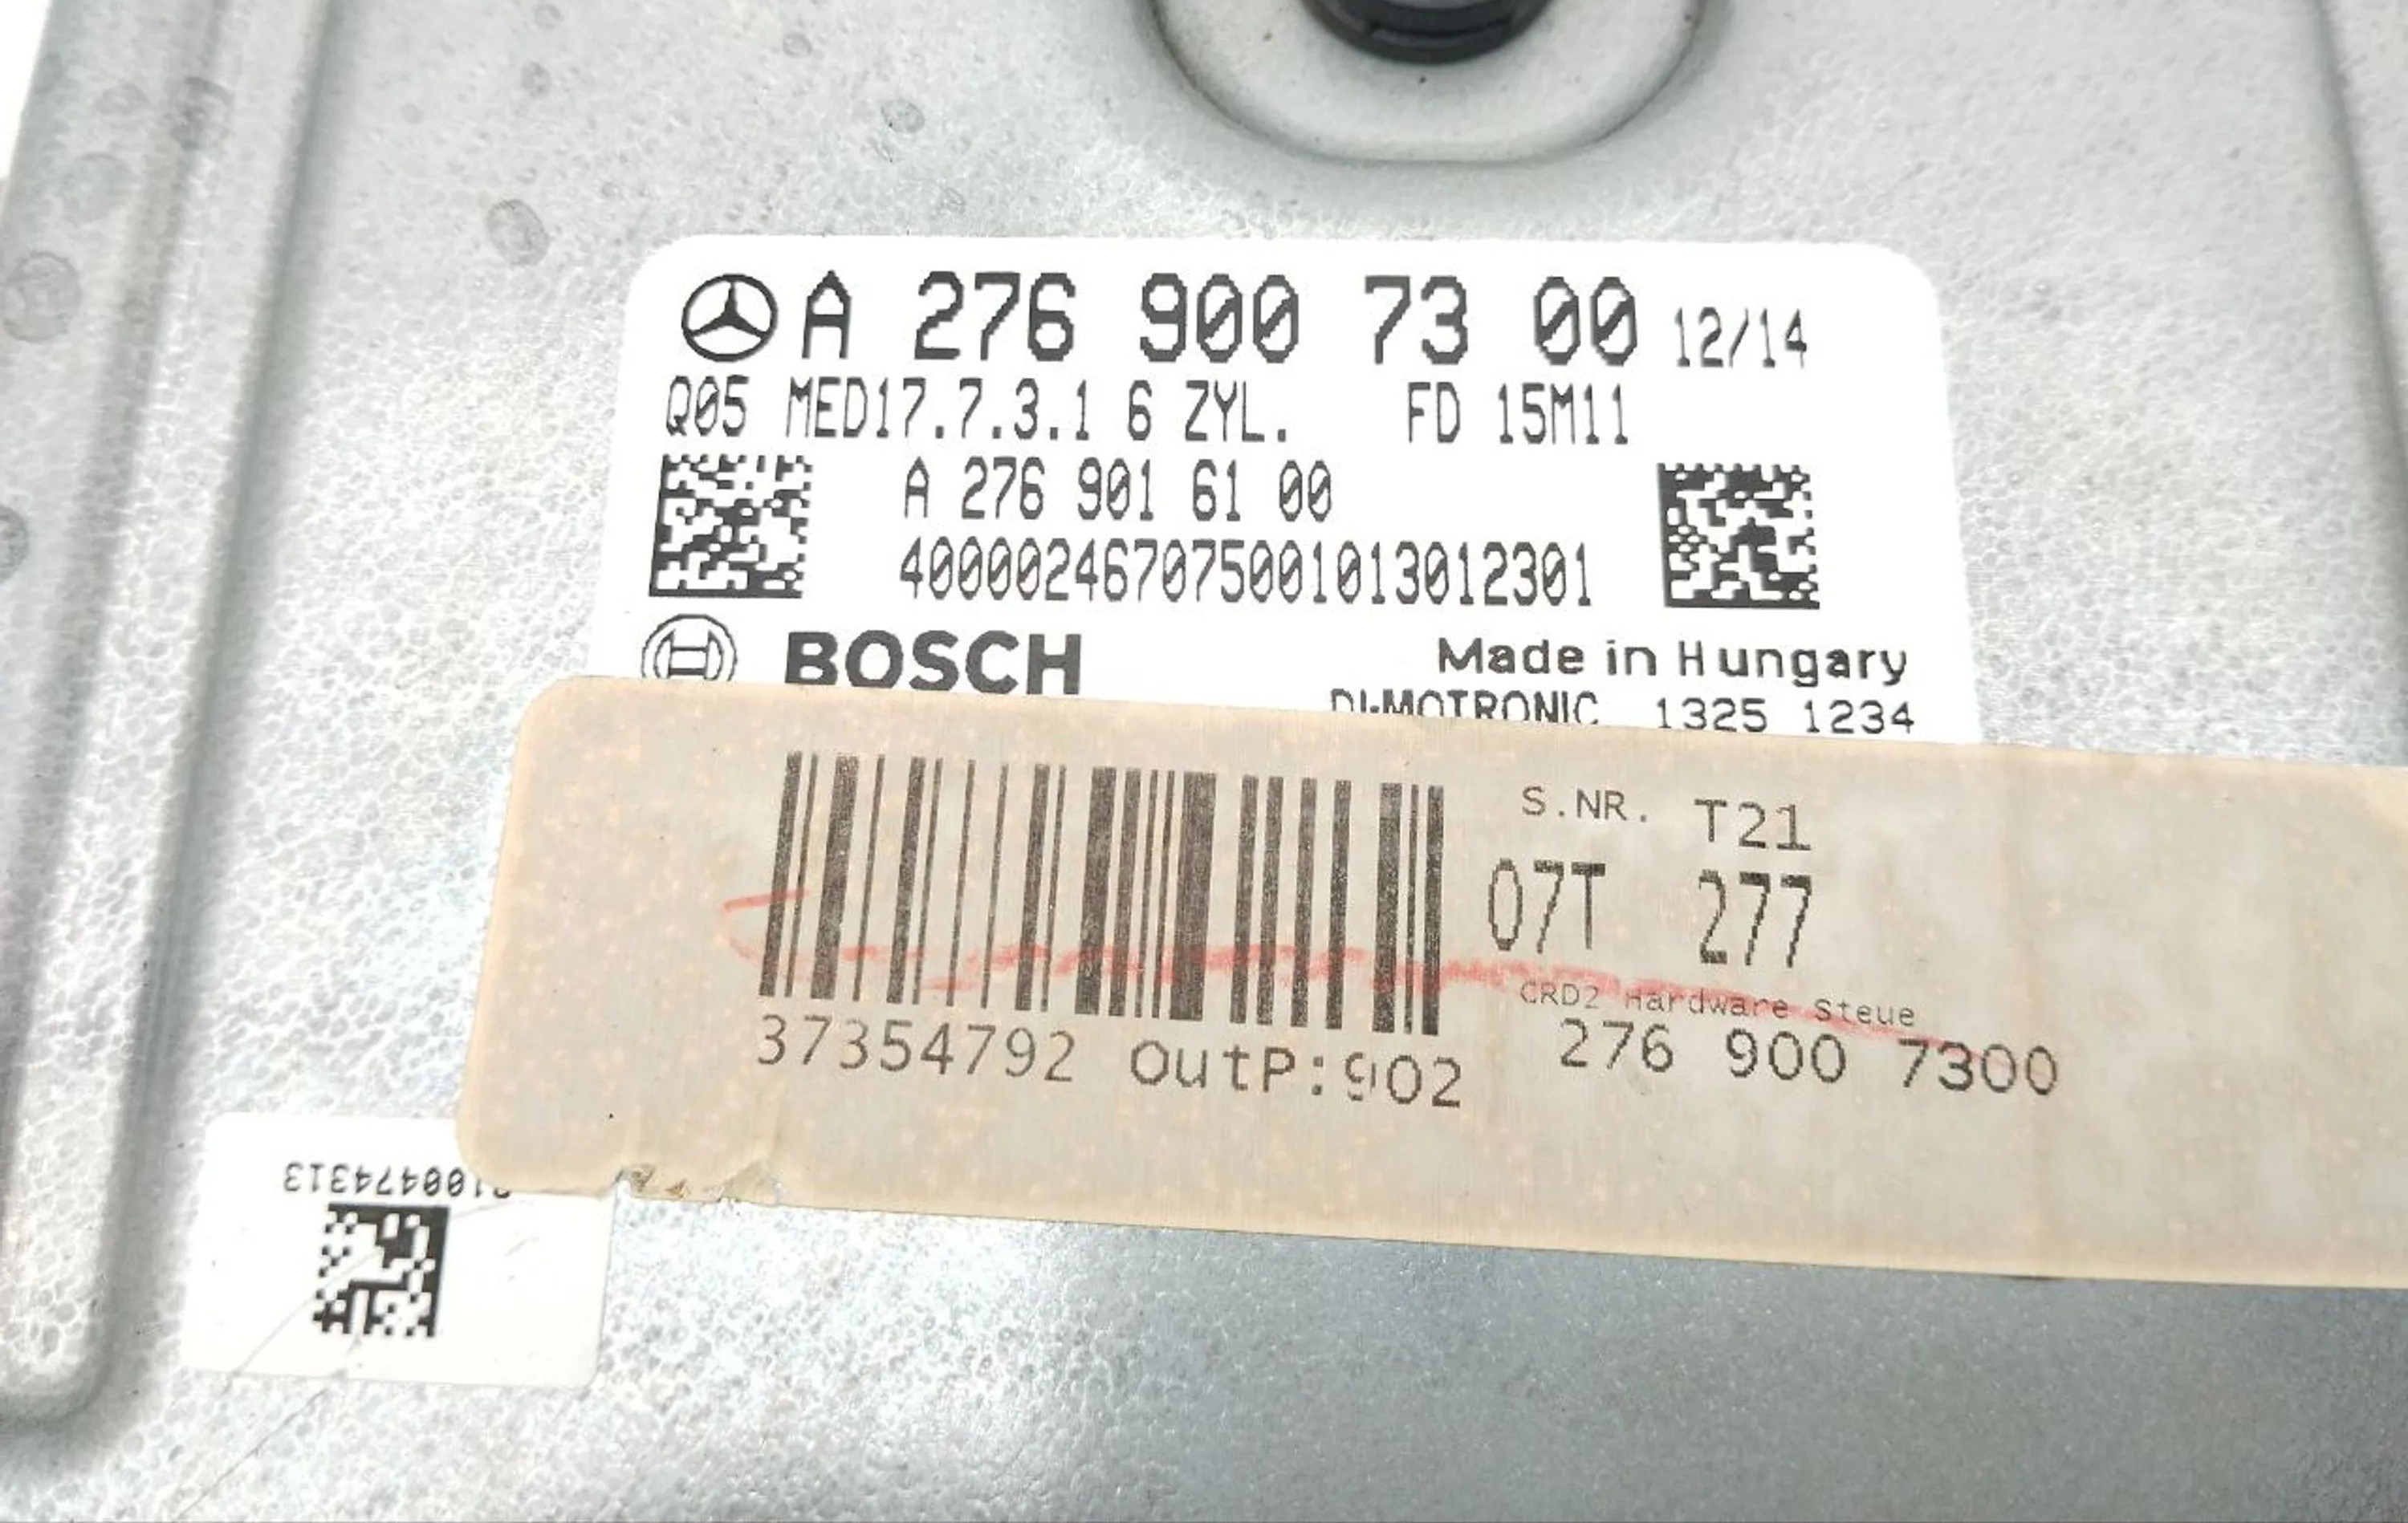 A 276 900 73 00 12/14
Q05 MED17.7.3.1 6 ZYL. FD 15M11
A 276 901 61 00
400002467075001013012301
BOSCH
Made in Hungary
DI-MOTRONIC 1325 1234
S.NR. T21
07T 277
CRD2 Hardware Steue
37354792 OutP:902
276 900 7300
100474313